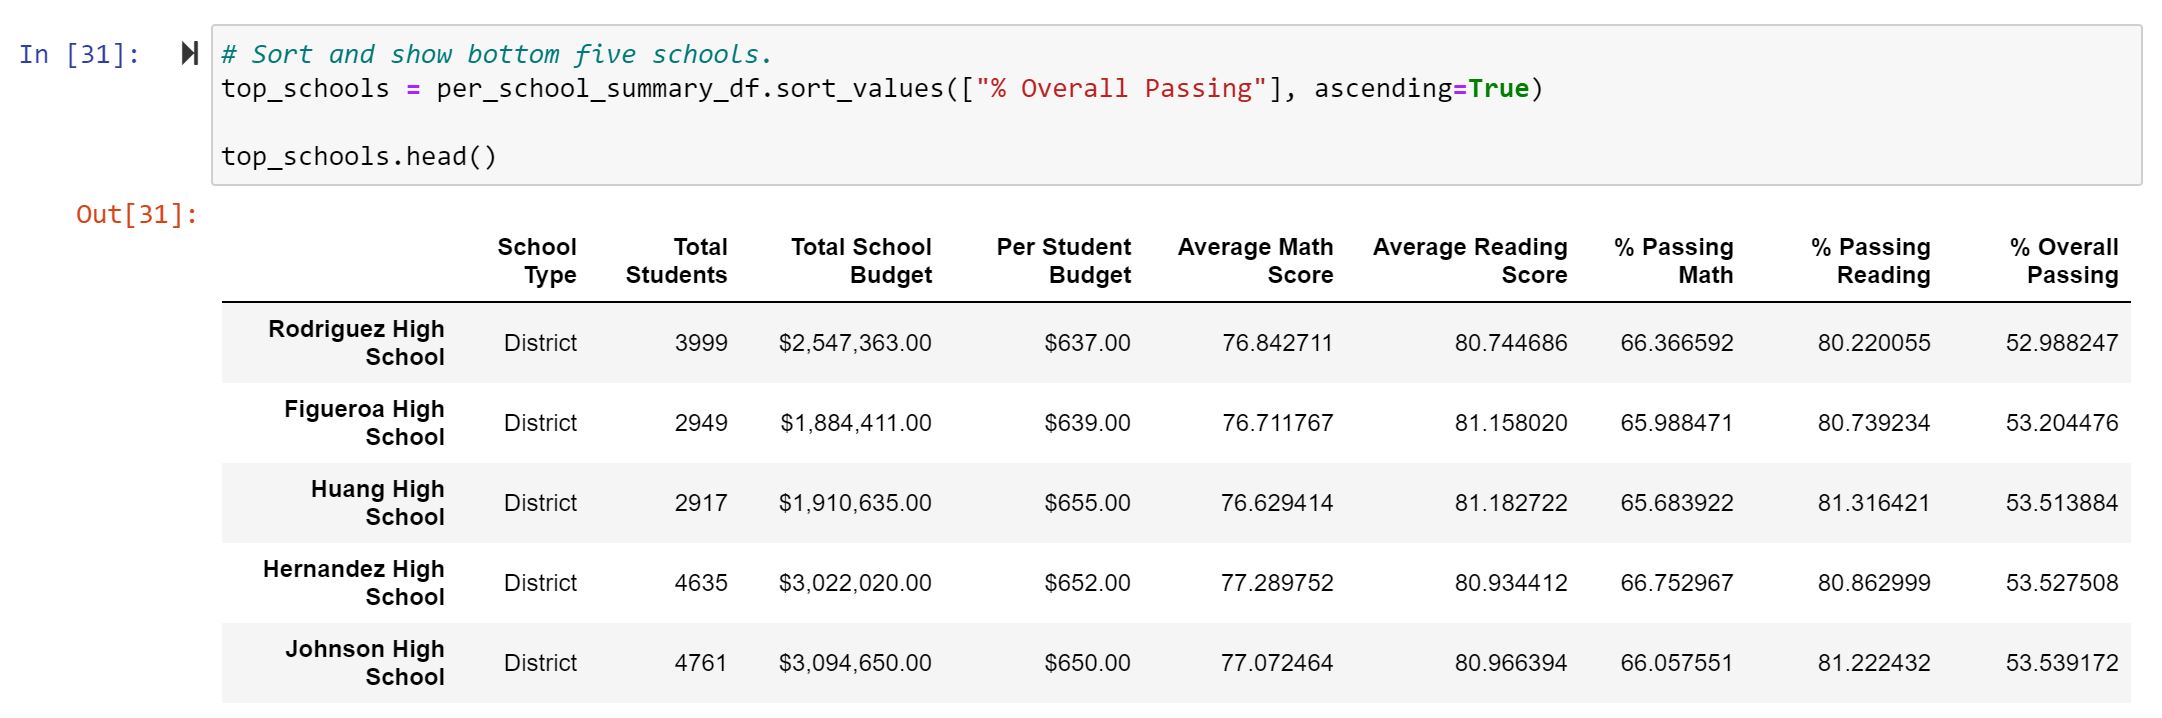 In [31]:
# Sort and show bottom five schools.
top_schools = per_school_summary_df.sort_values(["% Overall Passing"], ascending=True)
top_schools.head()
Out[31]:
School Type Total Students Total School Budget Per Student Budget Average Math Score Average Reading Score % Passing Math % Passing Reading % Overall Passing
Rodriguez High School District 3999 $2,547,363.00 $637.00 76.842711 80.744686 66.366592 80.220055 52.988247
Figueroa High School District 2949 $1,884,411.00 $639.00 76.711767 81.158020 65.988471 80.739234 53.204476
Huang High School District 2917 $1,910,635.00 $655.00 76.629414 81.182722 65.683922 81.316421 53.513884
Hernandez High School District 4635 $3,022,020.00 $652.00 77.289752 80.934412 66.752967 80.862999 53.527508
Johnson High School District 4761 $3,094,650.00 $650.00 77.072464 80.966394 66.057551 81.222432 53.539172